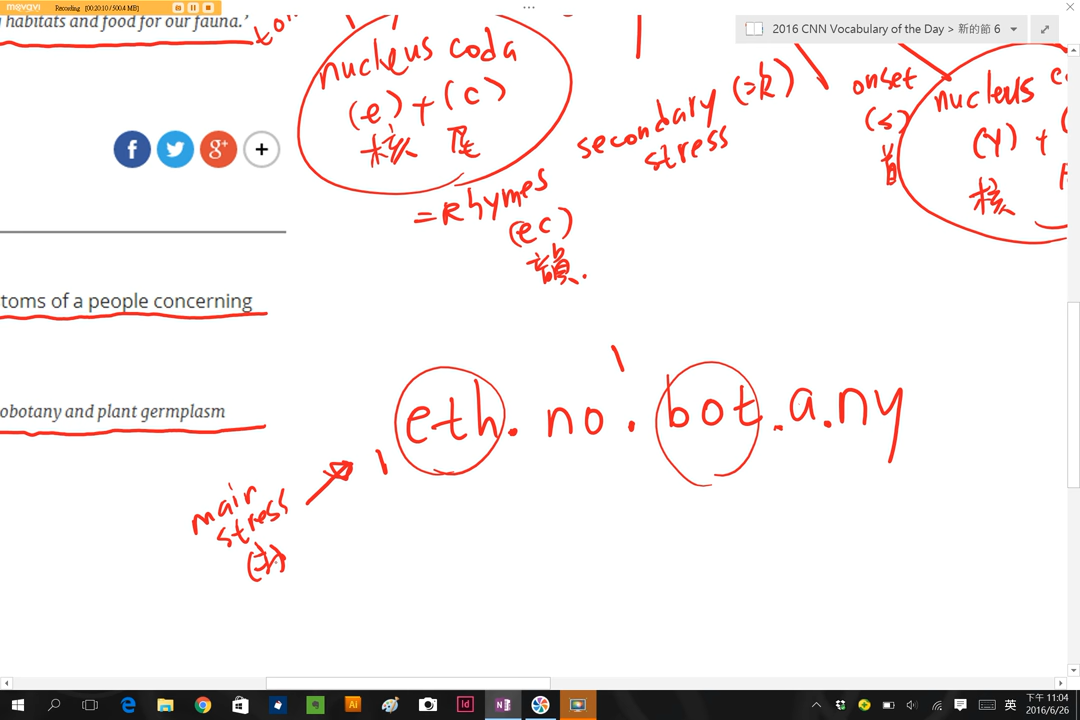 movavi Recording [00:20:10 / 500.4 MB]
habitats and food for our fauna.'
2016 CNN Vocabulary of the Day > 新的節 6
nucleus coda
(e) + (c)
核 尾
= Rhymes
(ec)
韻.
secondary
stress
onset
(s)
首
nucleus
(y) +
核
toms of a people concerning
eth.no.bot.a.ny
obotany and plant germplasm
main
stress
英
下午 11:04
2016/6/26